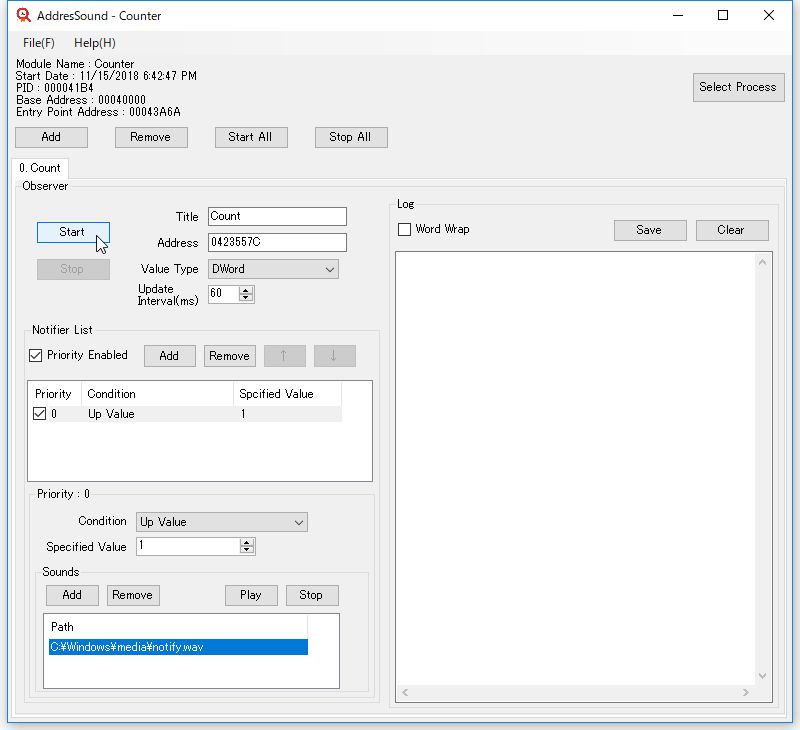 AddresSound - Counter
File(F) Help(H)
Module Name : Counter
Start Date : 11/15/2018 6:42:47 PM
PID : 000041B4
Base Address : 00040000
Entry Point Address : 00043A6A
Select Process
Add Remove Start All Stop All
0. Count
Observer
Start
Stop
Title Count
Address 0423557C
Value Type DWord
Update
Interval(ms) 60
Notifier List
Priority Enabled Add Remove ↑ ↓
Priority Condition Spcified Value
0 Up Value 1
Priority : 0
Condition Up Value
Specified Value 1
Sounds
Add Remove Play Stop
Path
C:¥Windows¥media¥notify.wav
Log
Word Wrap Save Clear